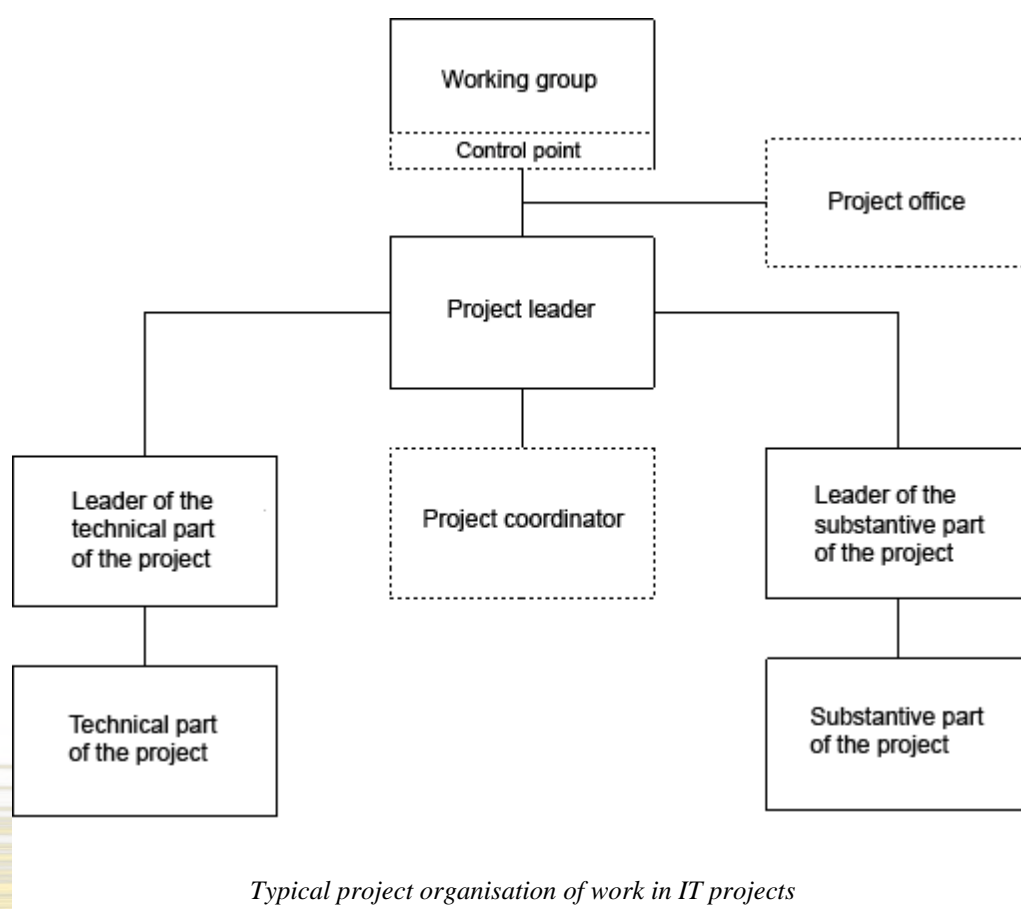 Working group
Control point
Project office
Project leader
Leader of the
technical part
of the project
Project coordinator
Leader of the
substantive part
of the project
Technical part
of the project
Substantive part
of the project
Typical project organisation of work in IT projects